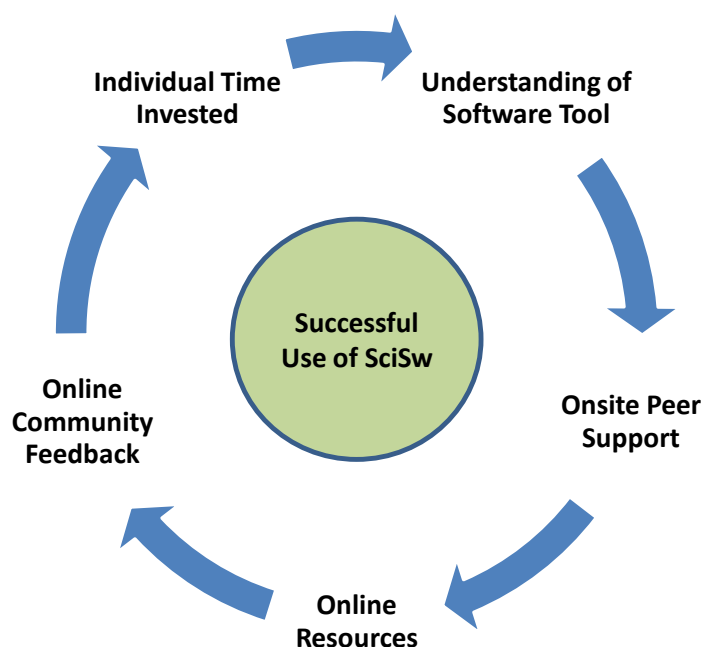 Individual Time
Invested
Understanding of
Software Tool
Successful
Use of SciSw
Onsite Peer
Support
Online
Community
Feedback
Online
Resources